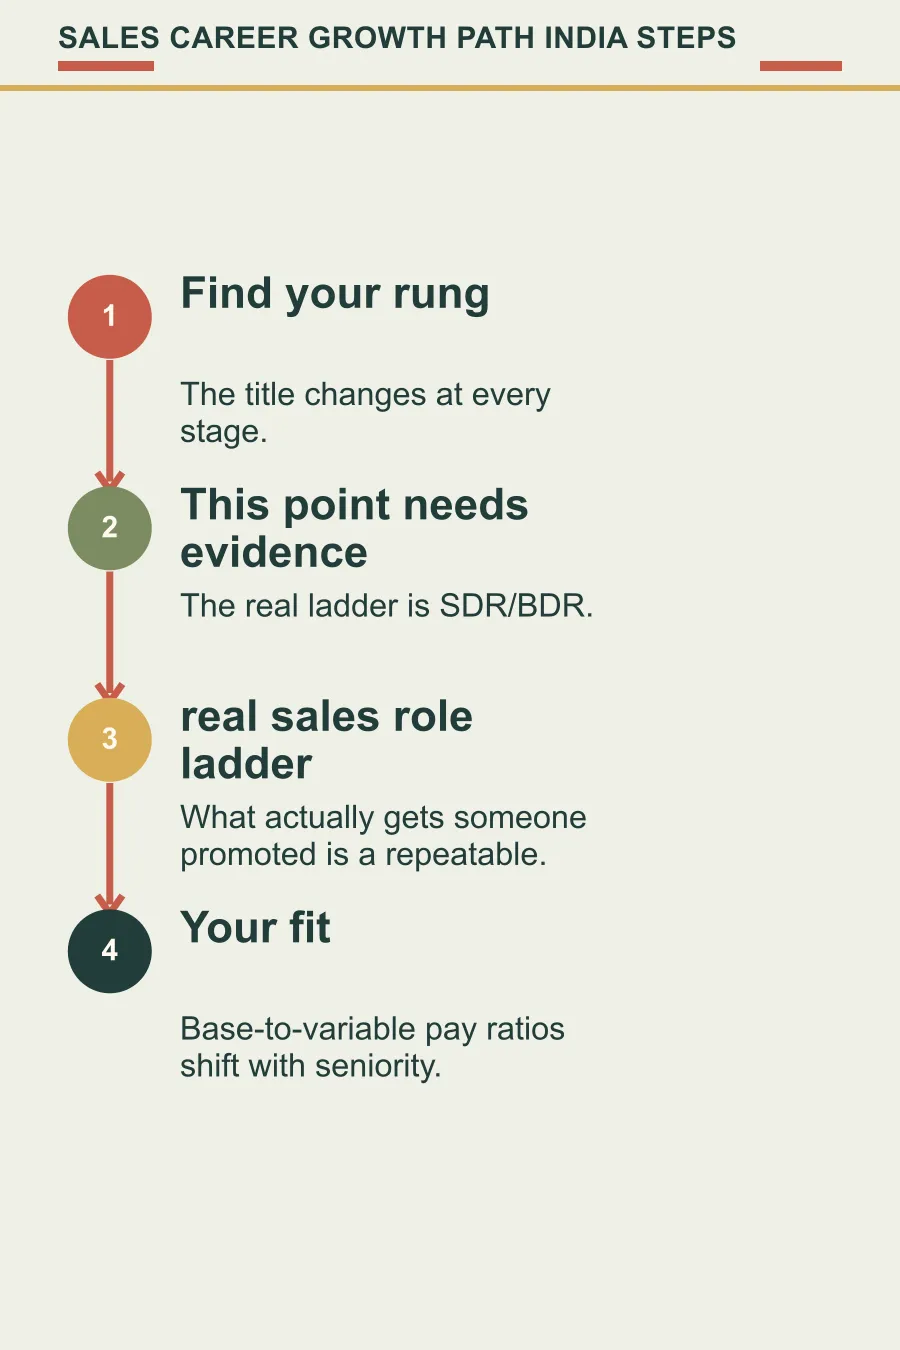 SALES CAREER GROWTH PATH INDIA STEPS
1
Find your rung
The title changes at every
stage.
2
This point needs
evidence
The real ladder is SDR/BDR.
3
real sales role
ladder
What actually gets someone
promoted is a repeatable.
4
Your fit
Base-to-variable pay ratios
shift with seniority.